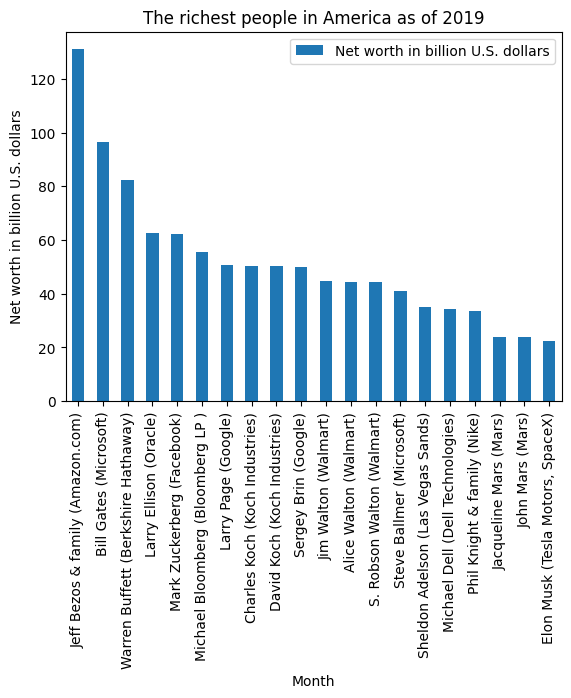 The richest people in America as of 2019
Net worth in billion U.S. dollars
Net worth in billion U.S. dollars
120
100
80
60
40
20
0
Jeff Bezos & family (Amazon.com)
Bill Gates (Microsoft)
Warren Buffett (Berkshire Hathaway)
Larry Ellison (Oracle)
Mark Zuckerberg (Facebook)
Michael Bloomberg (Bloomberg LP )
Larry Page (Google)
Charles Koch (Koch Industries)
David Koch (Koch Industries)
Sergey Brin (Google)
Jim Walton (Walmart)
Alice Walton (Walmart)
S. Robson Walton (Walmart)
Steve Ballmer (Microsoft)
Sheldon Adelson (Las Vegas Sands)
Michael Dell (Dell Technologies)
Phil Knight & family (Nike)
Jacqueline Mars (Mars)
John Mars (Mars)
Elon Musk (Tesla Motors, SpaceX)
Month